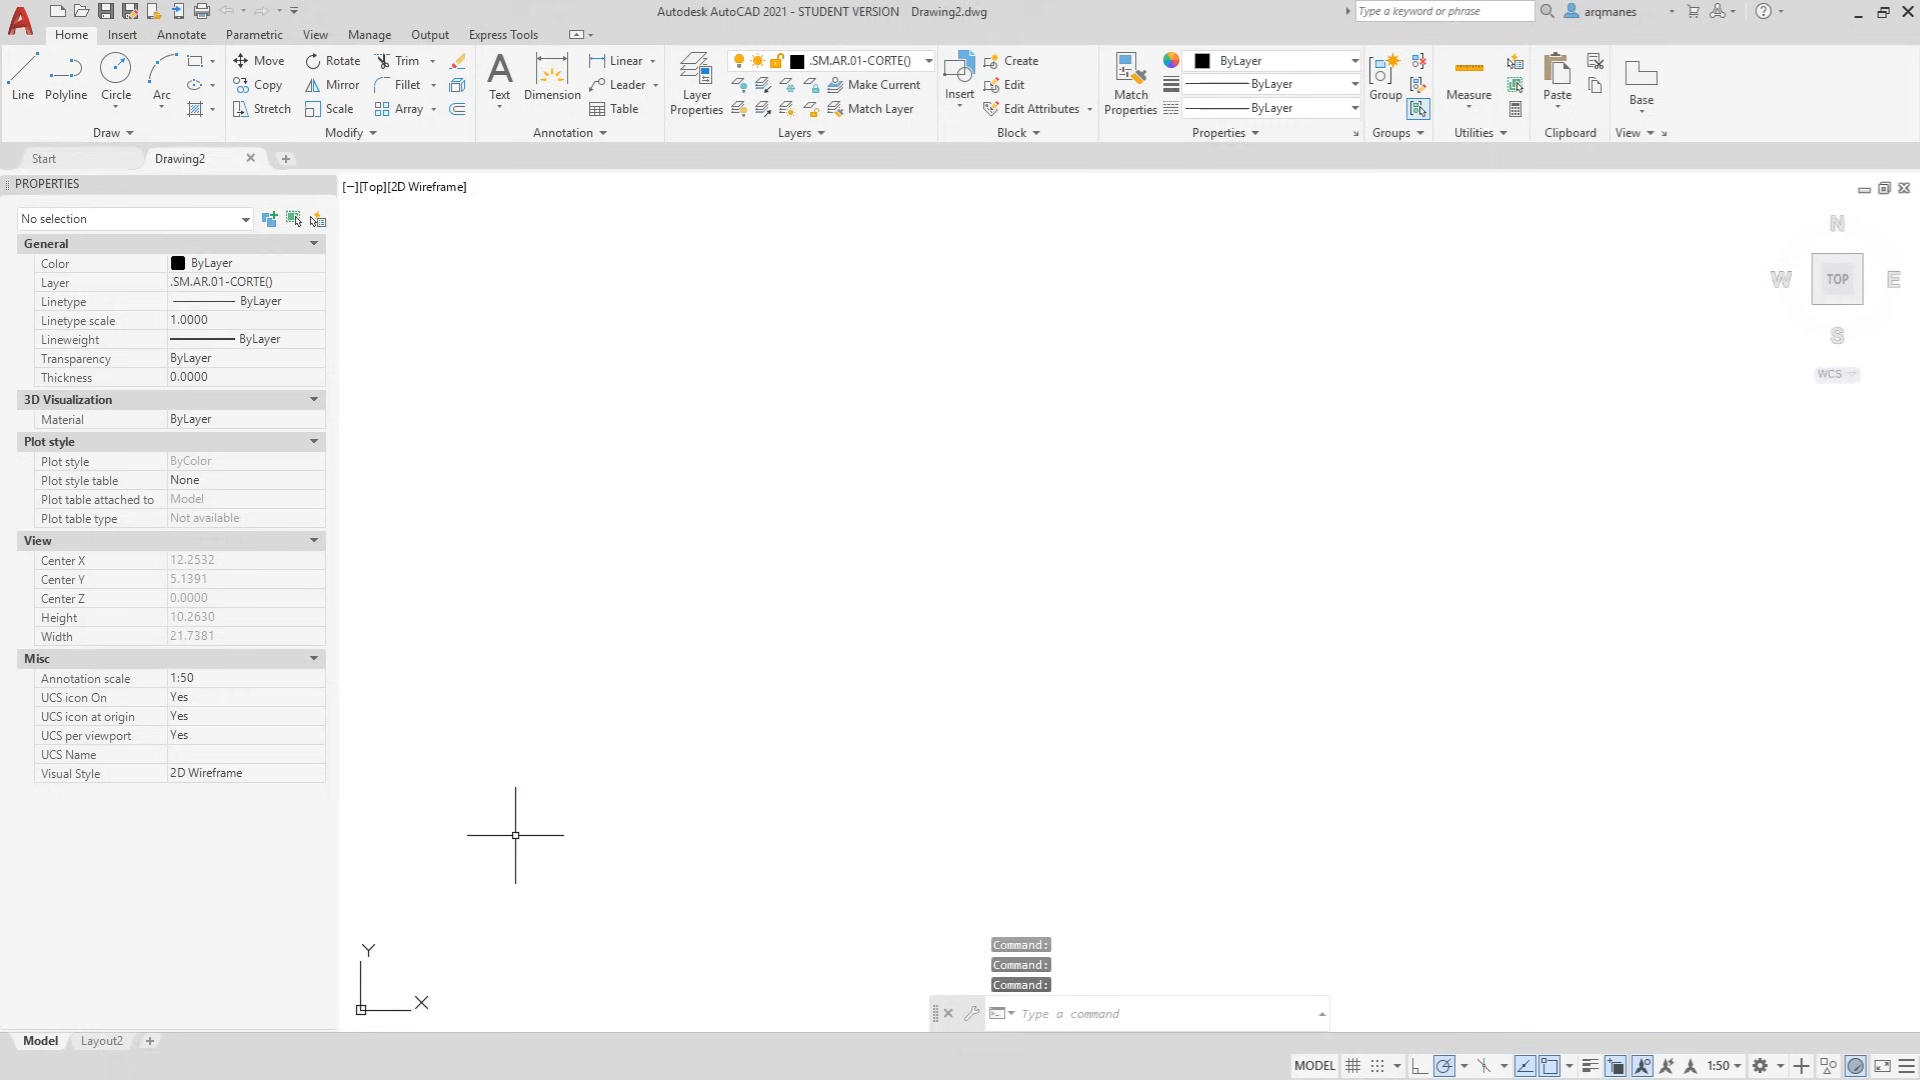 Autodesk AutoCAD 2021 - STUDENT VERSION Drawing2.dwg
Type a keyword or phrase
arqmanes
Home Insert Annotate Parametric View Manage Output Express Tools
Line
Polyline
Circle
Arc
Draw
Move
Rotate
Trim
Copy
Mirror
Fillet
Stretch
Scale
Array
Modify
Text
Dimension
Linear
Leader
Table
Annotation
Layer
Properties
.SM.AR.01-CORTE()
Make Current
Match Layer
Layers
Insert
Create
Edit
Edit Attributes
Block
Match
Properties
ByLayer
ByLayer
ByLayer
Properties
Group
Groups
Measure
Utilities
Paste
Clipboard
Base
View
Start
Drawing2
PROPERTIES
No selection
General
Color ByLayer
Layer .SM.AR.01-CORTE()
Linetype ByLayer
Linetype scale 1.0000
Lineweight ByLayer
Transparency ByLayer
Thickness 0.0000
3D Visualization
Material ByLayer
Plot style
Plot style ByColor
Plot style table None
Plot table attached to Model
Plot table type Not available
View
Center X 12.2532
Center Y 5.1391
Center Z 0.0000
Height 10.2630
Width 21.7381
Misc
Annotation scale 1:50
UCS icon On Yes
UCS icon at origin Yes
UCS per viewport Yes
UCS Name
Visual Style 2D Wireframe
[−][Top][2D Wireframe]
N
W TOP E
S
WCS
Y
X
Command:
Command:
Command:
Type a command
Model Layout2
MODEL
1:50